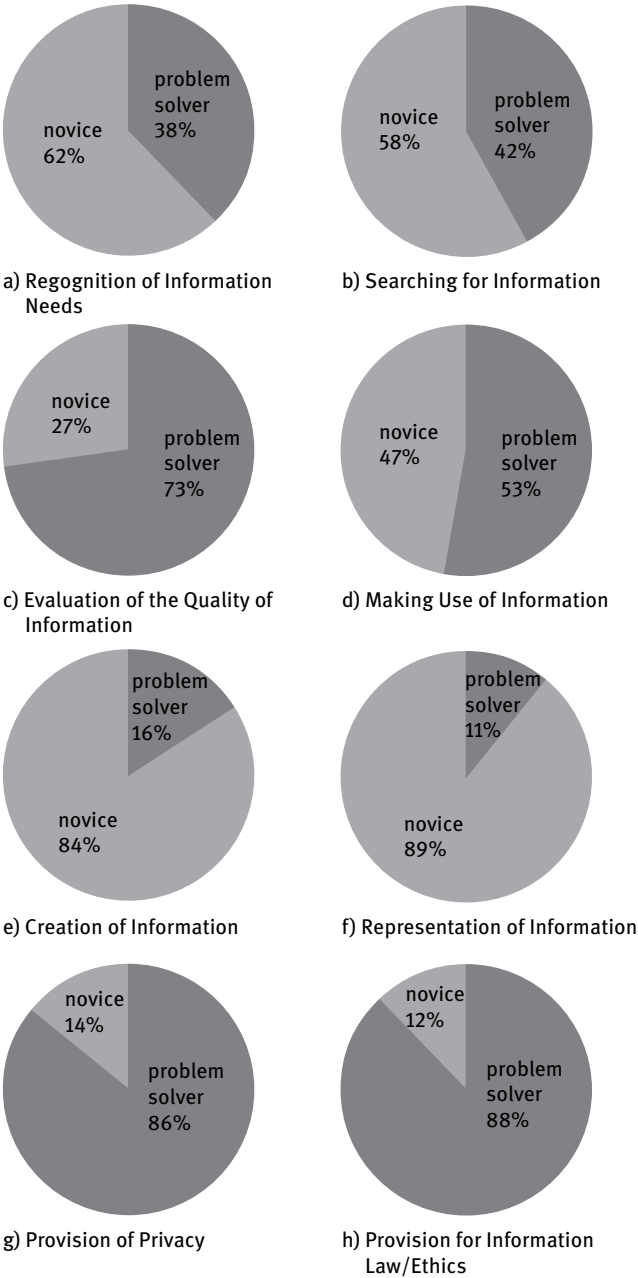 problem
solver
38%
novice
62%
a) Regognition of Information
Needs
problem
solver
42%
novice
58%
b) Searching for Information
novice
27%
problem
solver
73%
c) Evaluation of the Quality of
Information
novice
47%
problem
solver
53%
d) Making Use of Information
problem
solver
16%
novice
84%
e) Creation of Information
problem
solver
11%
novice
89%
f) Representation of Information
novice
14%
problem
solver
86%
g) Provision of Privacy
novice
12%
problem
solver
88%
h) Provision for Information
Law/Ethics